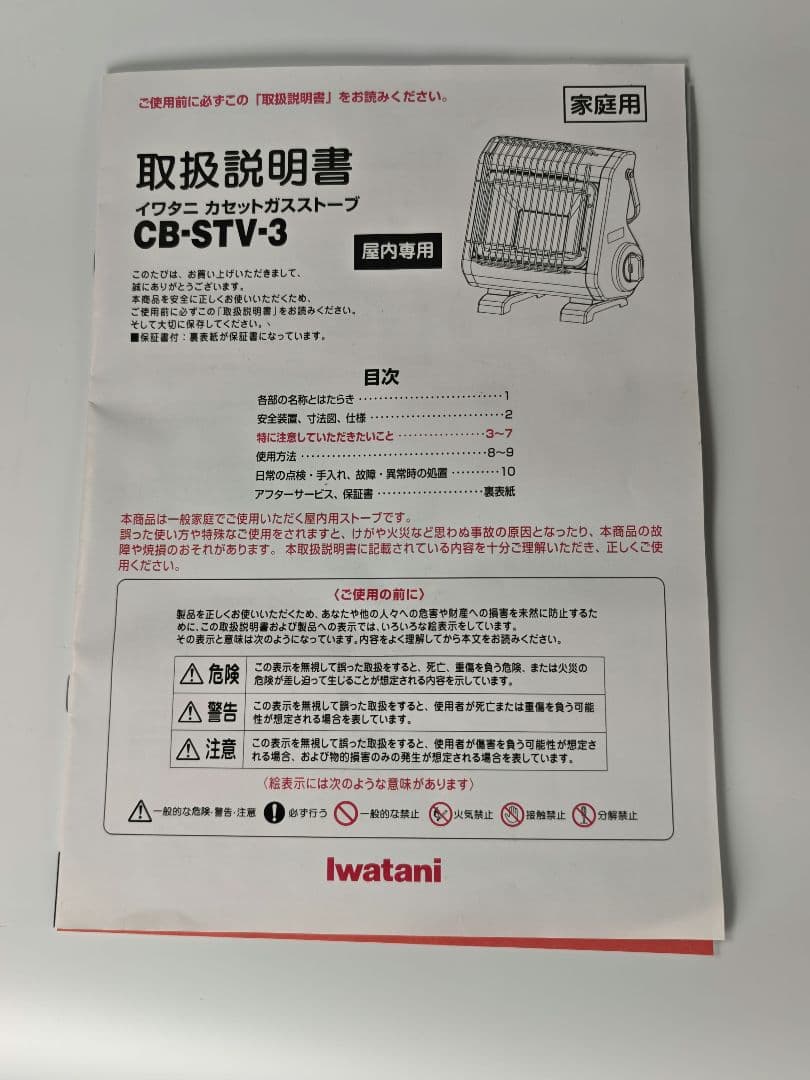 ご使用前に必ずこの「取扱説明書」をお読みください。
家庭用
取扱説明書
イワタニ カセットガスストーブ
CB-STV-3
屋内専用
このたびは、お買い上げいただきまして、
誠にありがとうございます。
本商品を安全に正しくお使いいただくため、
ご使用前に必ずこの「取扱説明書」をお読みください。
そして大切に保存してください。
■保証書付：裏表紙が保証書になっています。
目次
各部の名称とはたらき ････････････････････････････ 1
安全装置、寸法図、仕様 ･･････････････････････････ 2
特に注意していただきたいこと ････････････････ 3～7
使用方法 ････････････････････････････････････ 8～9
日常の点検・手入れ、故障・異常時の処置 ･･････････ 10
アフターサービス、保証書 ････････････････････ 裏表紙
本商品は一般家庭でご使用いただく屋内用ストーブです。
誤った使い方や特殊なご使用をされますと、けがや火災など思わぬ事故の原因となったり、本商品の故
障や焼損のおそれがあります。 本取扱説明書に記載されている内容を十分ご理解いただき、正しくご使
用ください。
〈ご使用の前に〉
製品を正しくお使いいただくため、あなたや他の人々への危害や財産への損害を未然に防止するた
めに、この取扱説明書および製品への表示では、いろいろな絵表示をしています。
その表示と意味は次のようになっています。内容をよく理解してから本文をお読みください。
危険 この表示を無視して誤った取扱をすると、死亡、重傷を負う危険、または火災の
危険が差し迫って生じることが想定される内容を示しています。
警告 この表示を無視して誤った取扱をすると、使用者が死亡または重傷を負う可能
性が想定される場合を表しています。
注意 この表示を無視して誤った取扱をすると、使用者が傷害を負う可能性が想定さ
れる場合、および物的損害のみの発生が想定される場合を表しています。
〈絵表示には次のような意味があります〉
一般的な危険・警告・注意 必ず行う 一般的な禁止 火気禁止 接触禁止 分解禁止
Iwatani